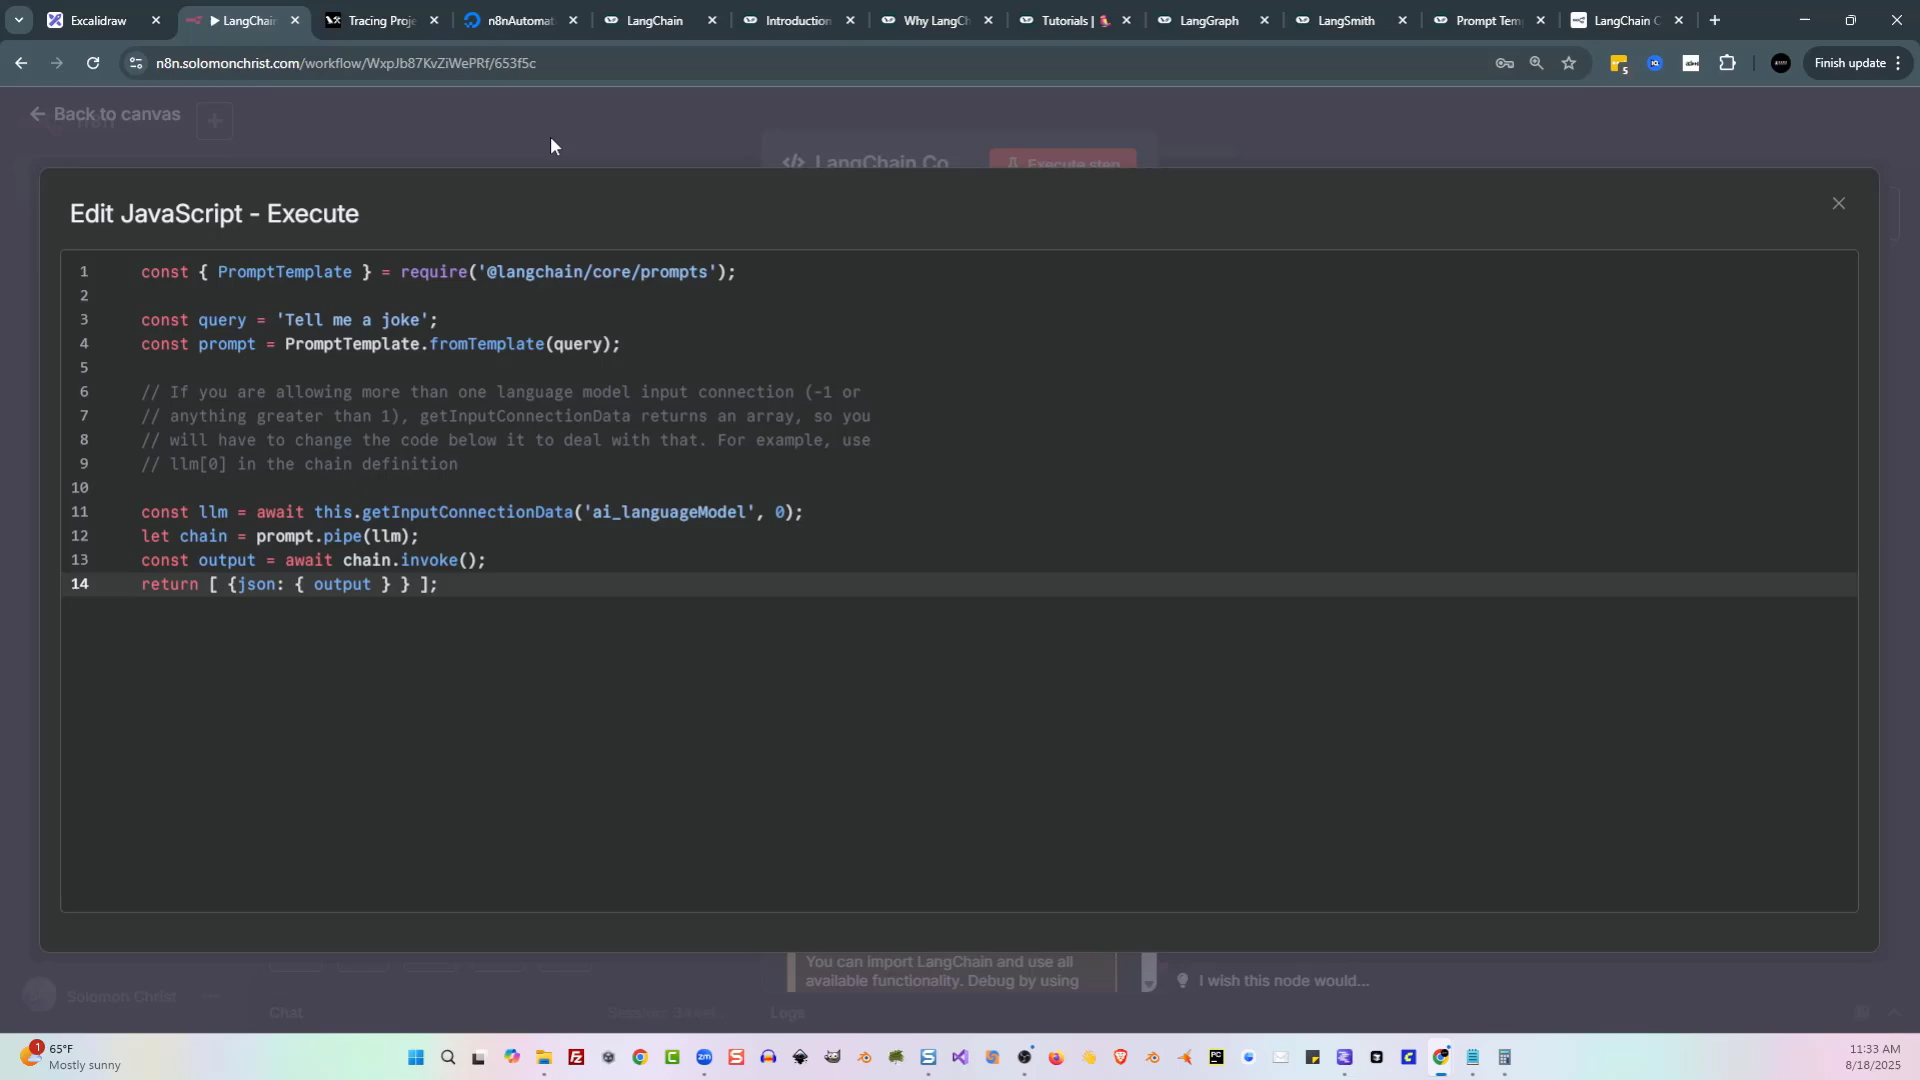 Excalidraw
LangChain
Tracing Proje
n8nAutomat
LangChain
Introduction
Why LangCh
Tutorials |
LangGraph
LangSmith
Prompt Tem
LangChain C
n8n.solomonchrist.com/workflow/WxpJb87KvZiWePRf/653f5c
5
Finish update
Back to canvas
LangChain Co
Execute step
Edit JavaScript - Execute
1 const { PromptTemplate } = require('@langchain/core/prompts');
2
3 const query = 'Tell me a joke';
4 const prompt = PromptTemplate.fromTemplate(query);
5
6 // If you are allowing more than one language model input connection (-1 or
7 // anything greater than 1), getInputConnectionData returns an array, so you
8 // will have to change the code below it to deal with that. For example, use
9 // llm[0] in the chain definition
10
11 const llm = await this.getInputConnectionData('ai_languageModel', 0);
12 let chain = prompt.pipe(llm);
13 const output = await chain.invoke();
14 return [ {json: { output } } ];
You can import LangChain and use all
available functionality. Debug by using
I wish this node would...
Solomon Christ
Chat
Logs
1
65°F
Mostly sunny
11:33 AM
8/18/2025